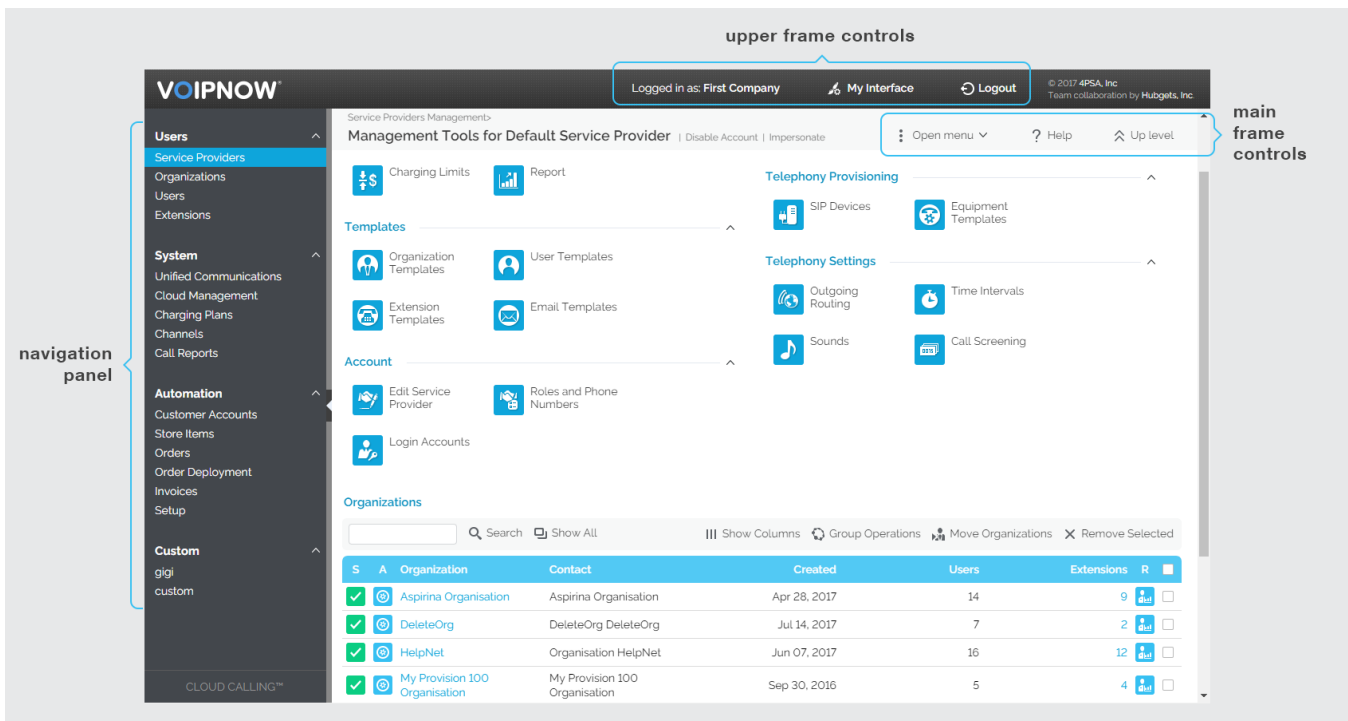 upper frame controls
VOIPNOW®
Logged in as: First Company
My Interface
Logout
© 2017 4PSA, Inc
Team collaboration by Hubgets, Inc.
main
frame
controls
navigation
panel
Users
Service Providers
Organizations
Users
Extensions
System
Unified Communications
Cloud Management
Charging Plans
Channels
Call Reports
Automation
Customer Accounts
Store Items
Orders
Order Deployment
Invoices
Setup
Custom
gigi
custom
CLOUD CALLING™
Service Providers Management>
Management Tools for Default Service Provider | Disable Account | Impersonate
Open menu
? Help
Up level
Charging Limits
Report
Templates
Organization
Templates
User Templates
Extension
Templates
Email Templates
Account
Edit Service
Provider
Roles and Phone
Numbers
Login Accounts
Telephony Provisioning
SIP Devices
Equipment
Templates
Telephony Settings
Outgoing
Routing
Time Intervals
Sounds
Call Screening
Organizations
Search Show All Show Columns Group Operations Move Organizations Remove Selected
S A Organization Contact Created Users Extensions R
Aspirina Organisation Aspirina Organisation Apr 28, 2017 14 9
DeleteOrg DeleteOrg DeleteOrg Jul 14, 2017 7 2
HelpNet Organisation HelpNet Jun 07, 2017 16 12
My Provision 100 My Provision 100
Organisation Organisation Sep 30, 2016 5 4